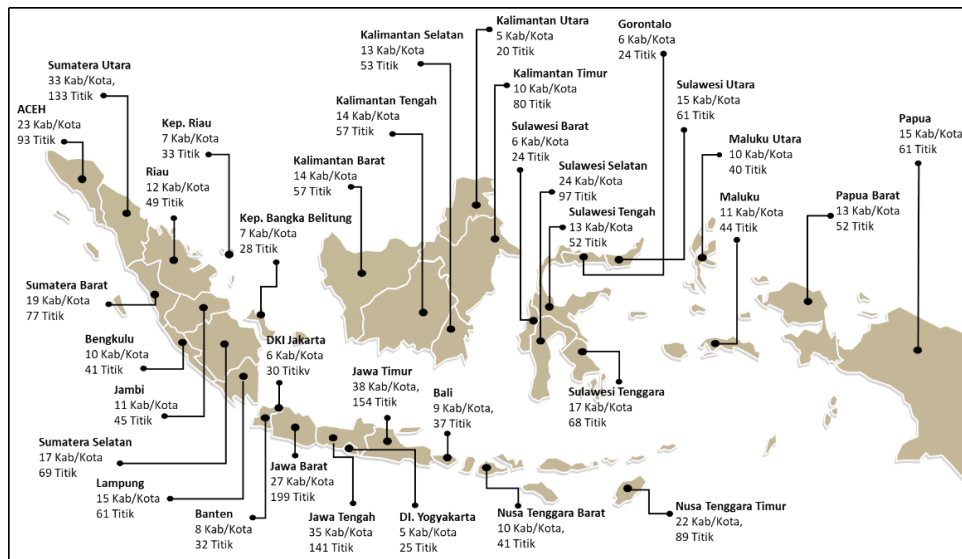 Sumatera Utara
33 Kab/Kota,
133 Titik
ACEH
23 Kab/Kota
93 Titik
Kep. Riau
7 Kab/Kota
33 Titik
Riau
12 Kab/Kota
49 Titik
Kep. Bangka Belitung
7 Kab/Kota
28 Titik
Sumatera Barat
19 Kab/Kota
77 Titik
Bengkulu
10 Kab/Kota
41 Titik
Jambi
11 Kab/Kota
45 Titik
Sumatera Selatan
17 Kab/Kota
69 Titik
Lampung
15 Kab/Kota
61 Titik
Banten
8 Kab/Kota
32 Titik
DKI Jakarta
6 Kab/Kota
30 Titikv
Jawa Barat
27 Kab/Kota
199 Titik
Jawa Tengah
35 Kab/Kota
141 Titik
DI. Yogyakarta
5 Kab/Kota
25 Titik
Jawa Timur
38 Kab/Kota,
154 Titik
Bali
9 Kab/Kota,
37 Titik
Nusa Tenggara Barat
10 Kab/Kota,
41 Titik
Nusa Tenggara Timur
22 Kab/Kota,
89 Titik
Kalimantan Barat
14 Kab/Kota
57 Titik
Kalimantan Tengah
14 Kab/Kota
57 Titik
Kalimantan Selatan
13 Kab/Kota
53 Titik
Kalimantan Utara
5 Kab/Kota
20 Titik
Kalimantan Timur
10 Kab/Kota
80 Titik
Sulawesi Barat
6 Kab/Kota
24 Titik
Sulawesi Selatan
24 Kab/Kota
97 Titik
Sulawesi Tengah
13 Kab/Kota
52 Titik
Gorontalo
6 Kab/Kota
24 Titik
Sulawesi Utara
15 Kab/Kota
61 Titik
Sulawesi Tenggara
17 Kab/Kota
68 Titik
Maluku Utara
10 Kab/Kota
40 Titik
Maluku
11 Kab/Kota
44 Titik
Papua Barat
13 Kab/Kota
52 Titik
Papua
15 Kab/Kota
61 Titik